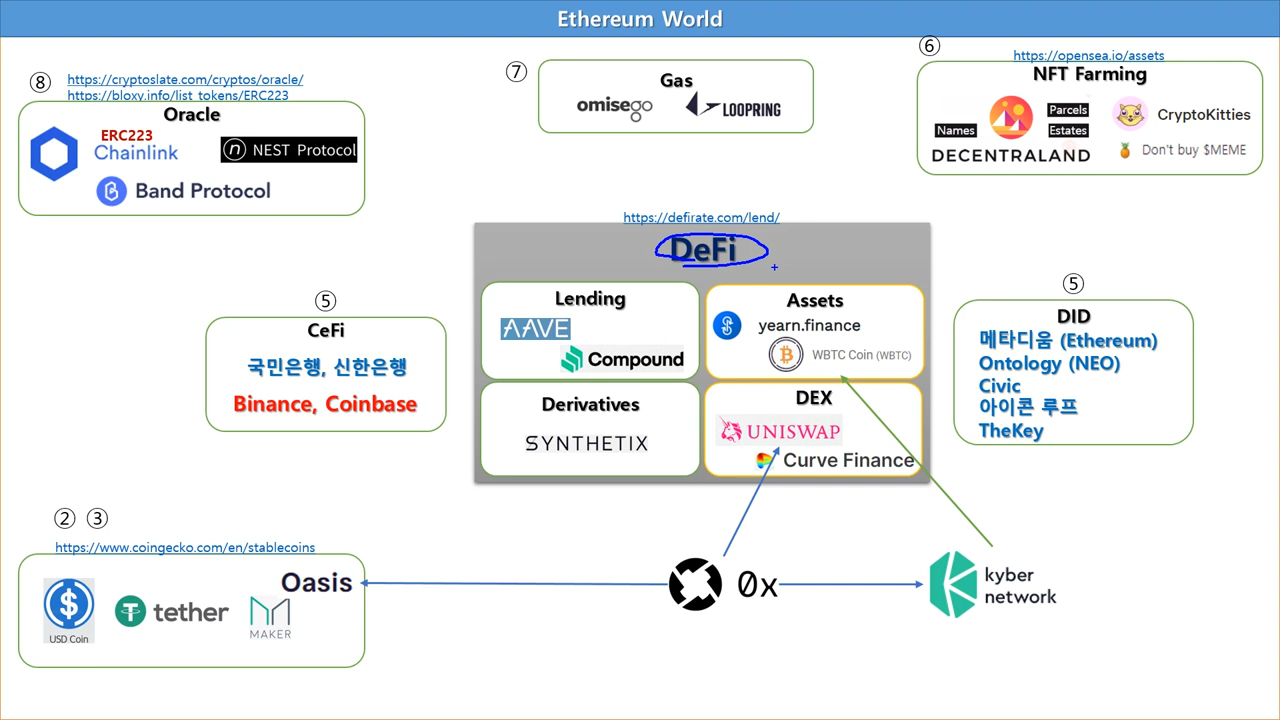 Ethereum World
⑧
https://cryptoslate.com/cryptos/oracle/
https://bloxy.info/list_tokens/ERC223
Oracle
ERC223
Chainlink
NEST Protocol
Band Protocol
⑦
Gas
omisego
LOOPRING
⑥
https://opensea.io/assets
NFT Farming
Names
Parcels
Estates
DECENTRALAND
CryptoKitties
Don't buy $MEME
https://defirate.com/lend/
DeFi
Lending
AAVE
Compound
Assets
yearn.finance
WBTC Coin (WBTC)
Derivatives
SYNTHETIX
DEX
UNISWAP
Curve Finance
⑤
CeFi
국민은행, 신한은행
Binance, Coinbase
⑤
DID
메타디움 (Ethereum)
Ontology (NEO)
Civic
아이콘 루프
TheKey
② ③
https://www.coingecko.com/en/stablecoins
USD Coin
tether
Oasis
MAKER
0x
kyber
network